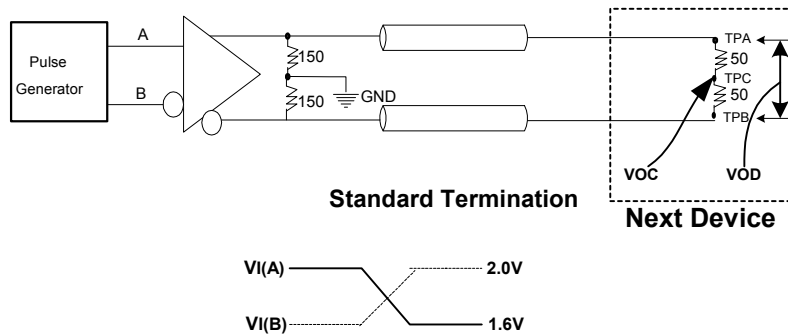 A
Pulse
Generator
B
150
150
GND
TPA
50
TPC
50
TPB
VOC
VOD
Standard Termination
Next Device
VI(A)
2.0V
VI(B)
1.6V